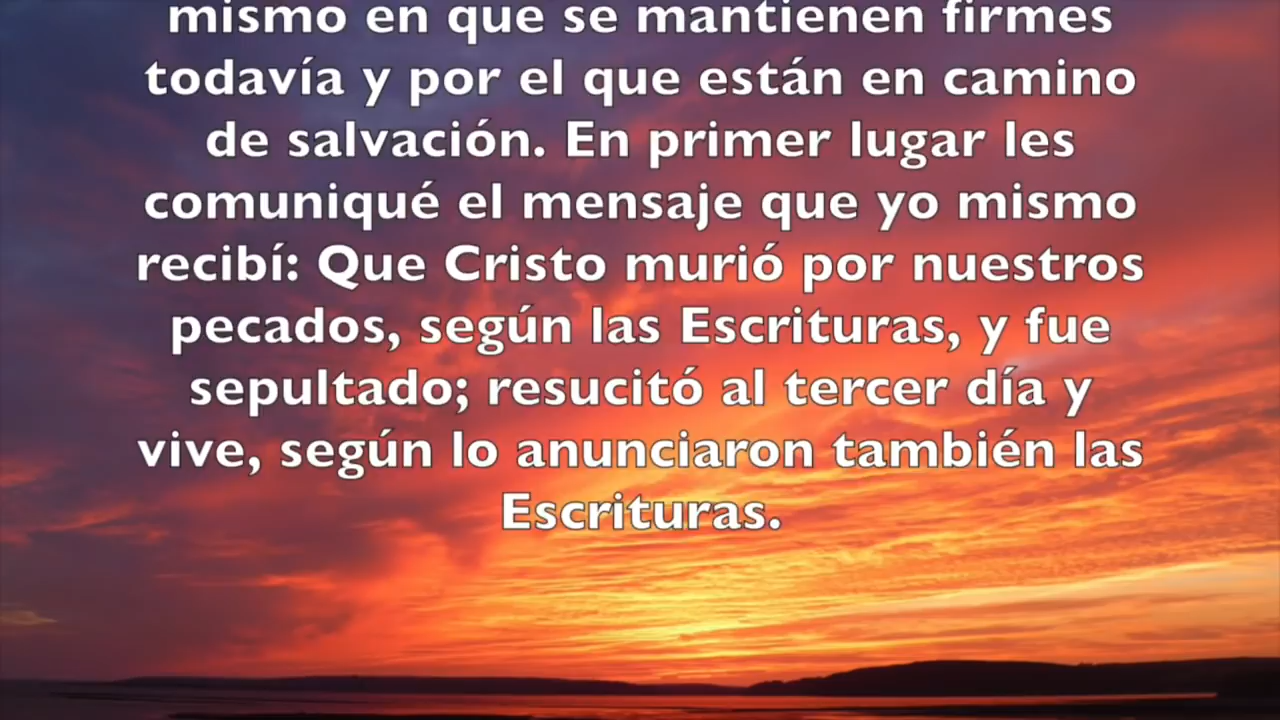 mismo en que se mantienen firmes
todavía y por el que están en camino
de salvación. En primer lugar les
comuniqué el mensaje que yo mismo
recibí: Que Cristo murió por nuestros
pecados, según las Escrituras, y fue
sepultado; resucitó al tercer día y
vive, según lo anunciaron también las
Escrituras.